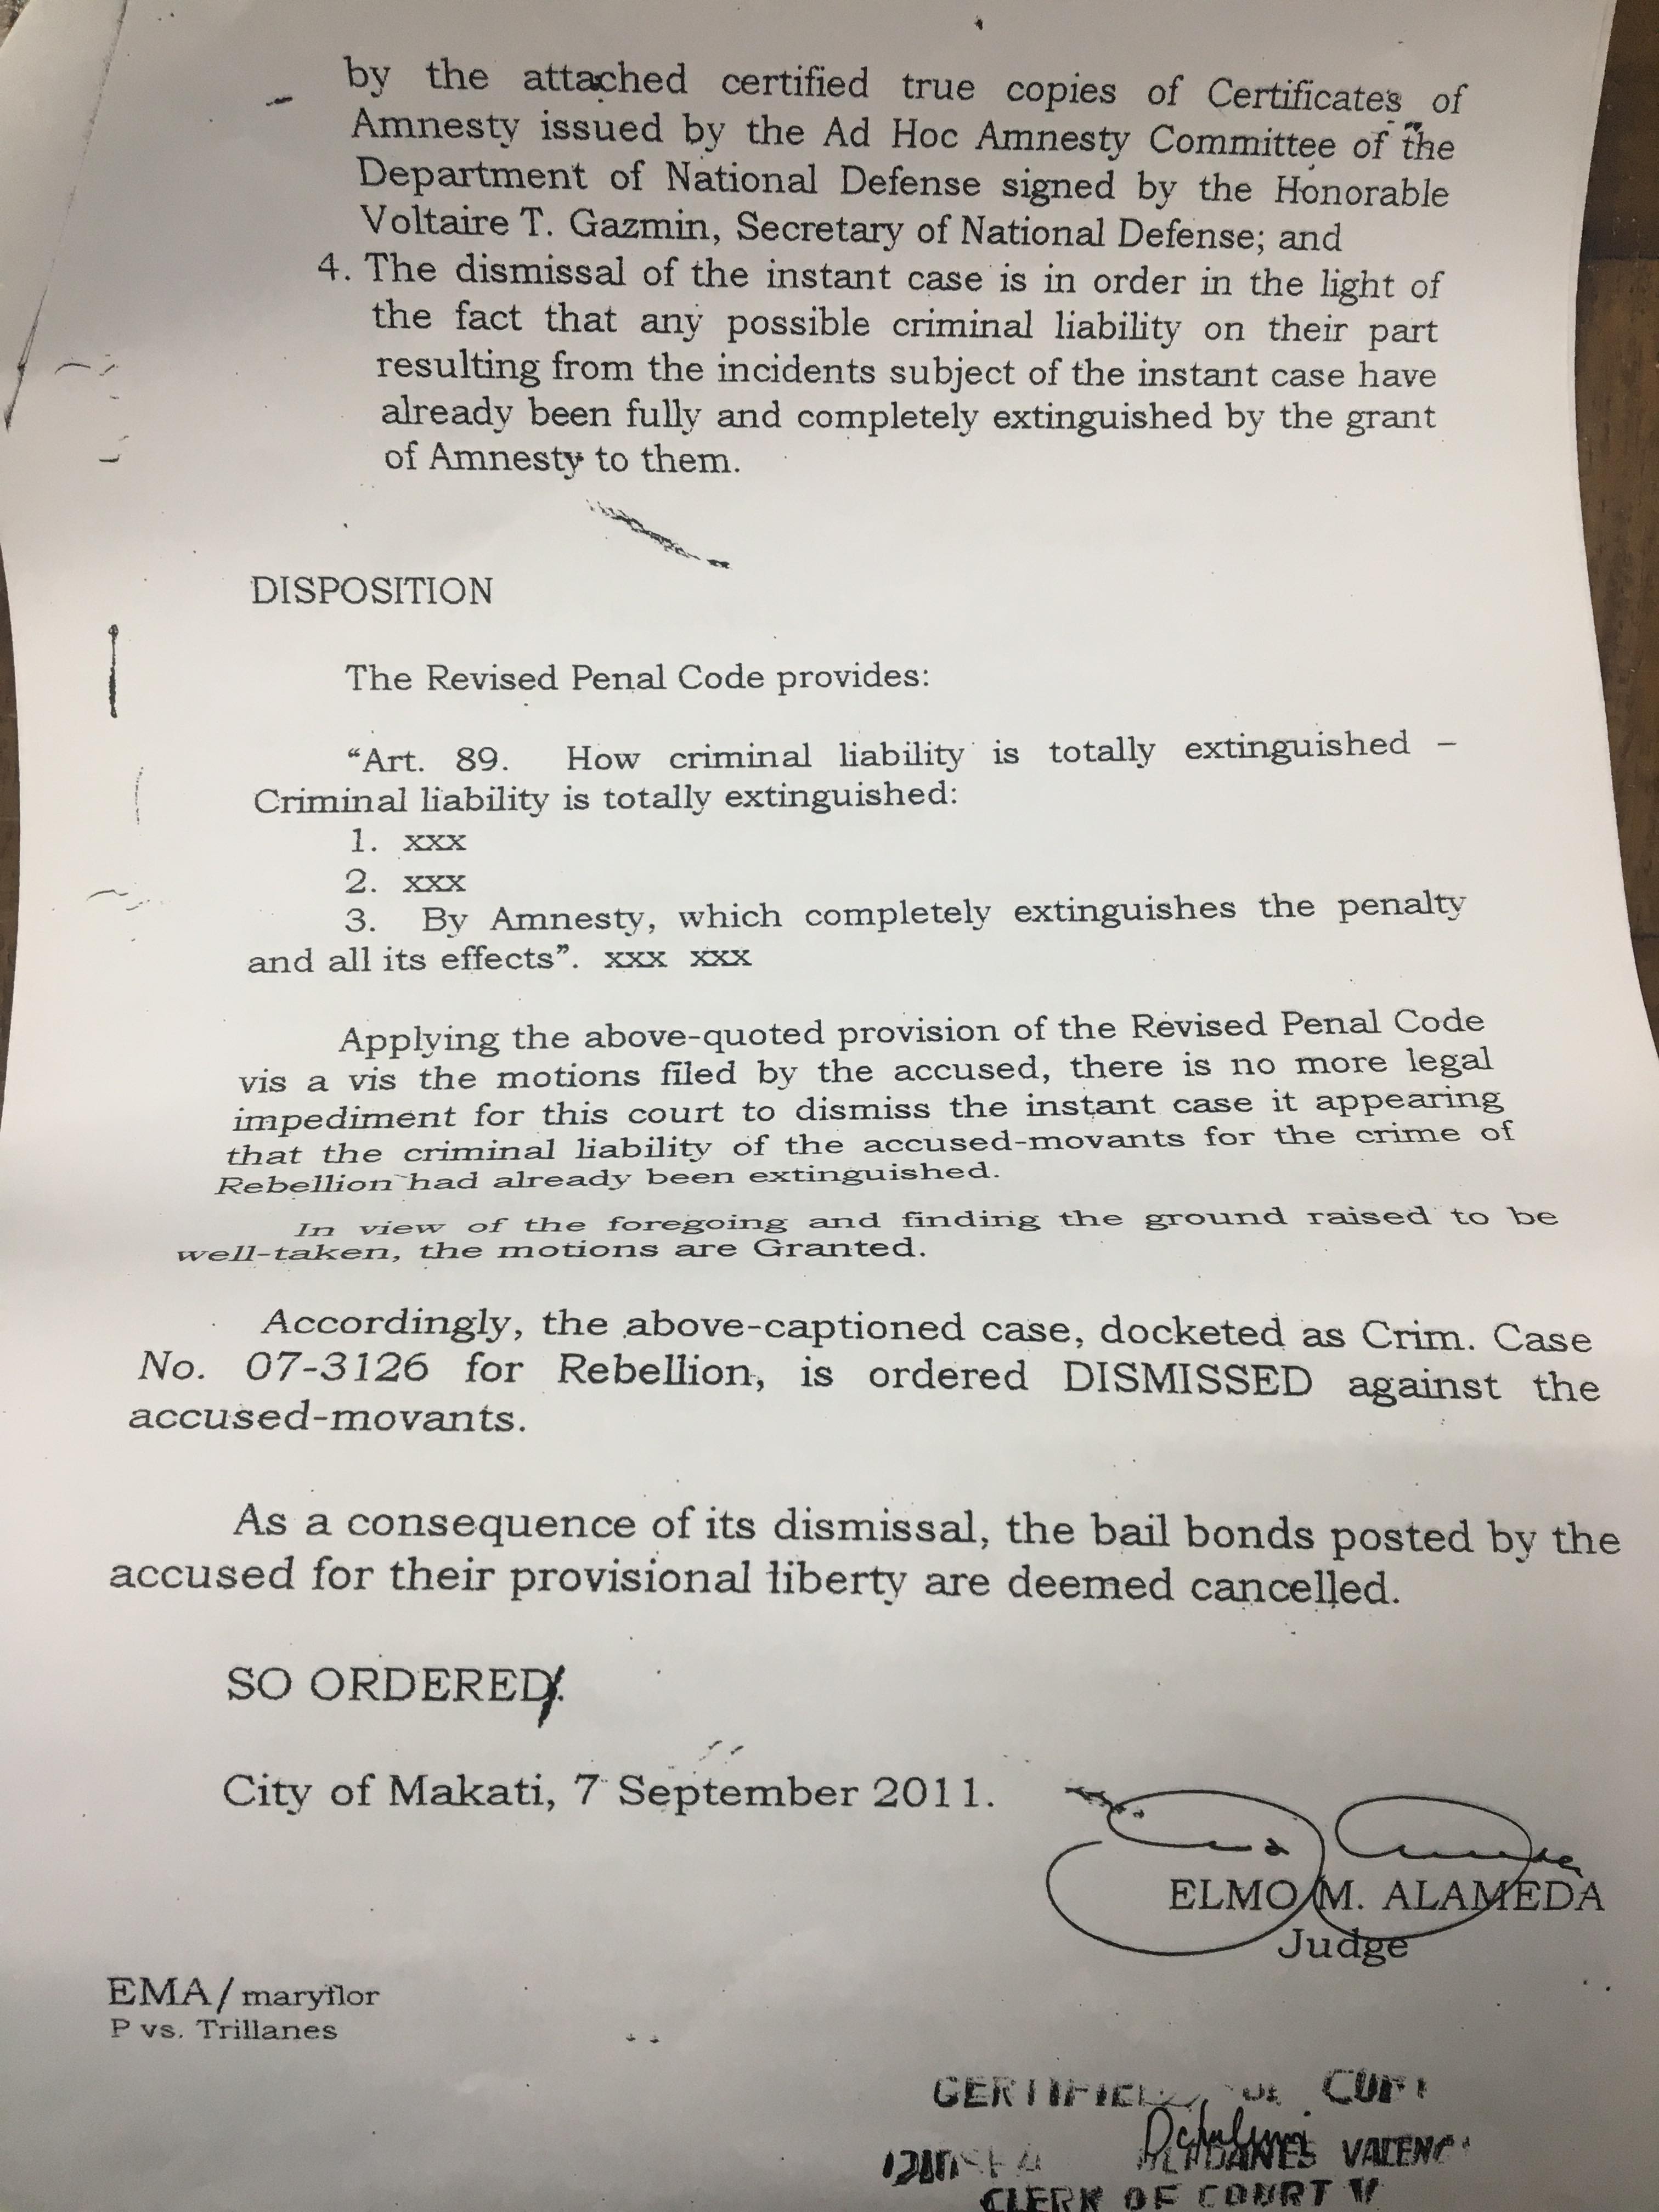 by the attached certified true copies of Certificates of
Amnesty issued by the Ad Hoc Amnesty Committee of the
Department of National Defense signed by the Honorable
Voltaire T. Gazmin, Secretary of National Defense; and
4. The dismissal of the instant case is in order in the light of
the fact that any possible criminal liability on their part
resulting from the incidents subject of the instant case have
already been fully and completely extinguished by the grant
of Amnesty to them.
DISPOSITION
The Revised Penal Code provides:
“Art. 89. How criminal liability is totally extinguished –
Criminal liability is totally extinguished:
1. xxx
2. xxx
3. By Amnesty, which completely extinguishes the penalty
and all its effects”. xxx xxx
Applying the above-quoted provision of the Revised Penal Code
vis a vis the motions filed by the accused, there is no more legal
impediment for this court to dismiss the instant case it appearing
that the criminal liability of the accused-movants for the crime of
Rebellion had already been extinguished.
In view of the foregoing and finding the ground raised to be
well-taken, the motions are Granted.
Accordingly, the above-captioned case, docketed as Crim. Case
No. 07-3126 for Rebellion, is ordered DISMISSED against the
accused-movants.
As a consequence of its dismissal, the bail bonds posted by the
accused for their provisional liberty are deemed cancelled.
SO ORDERED.
City of Makati, 7 September 2011.
ELMO M. ALAMEDA
Judge
EMA/maryflor
P vs. Trillanes
CLERK OF COURT V